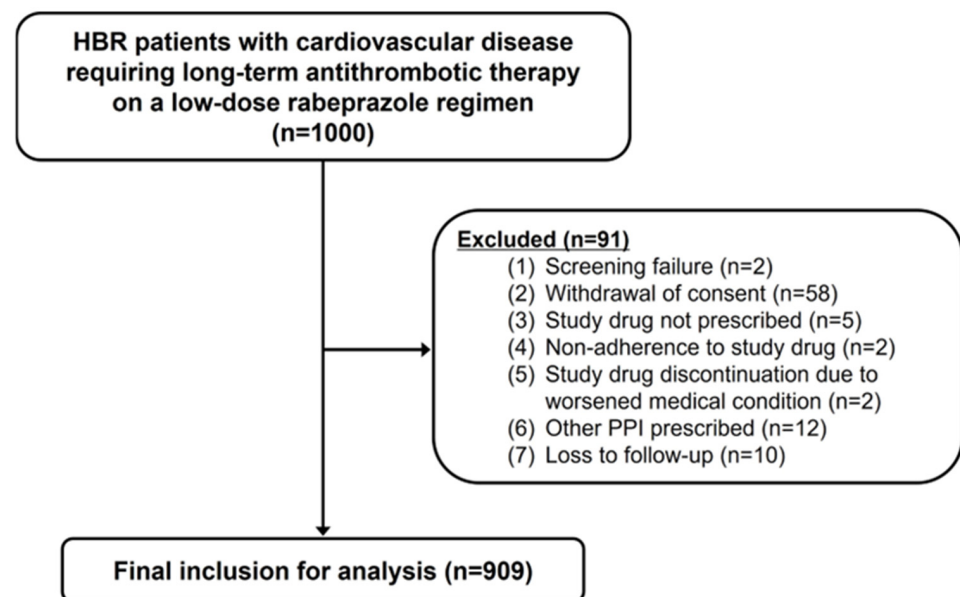 HBR patients with cardiovascular disease
requiring long-term antithrombotic therapy
on a low-dose rabeprazole regimen
(n=1000)
Excluded (n=91)
(1) Screening failure (n=2)
(2) Withdrawal of consent (n=58)
(3) Study drug not prescribed (n=5)
(4) Non-adherence to study drug (n=2)
(5) Study drug discontinuation due to
worsened medical condition (n=2)
(6) Other PPI prescribed (n=12)
(7) Loss to follow-up (n=10)
Final inclusion for analysis (n=909)